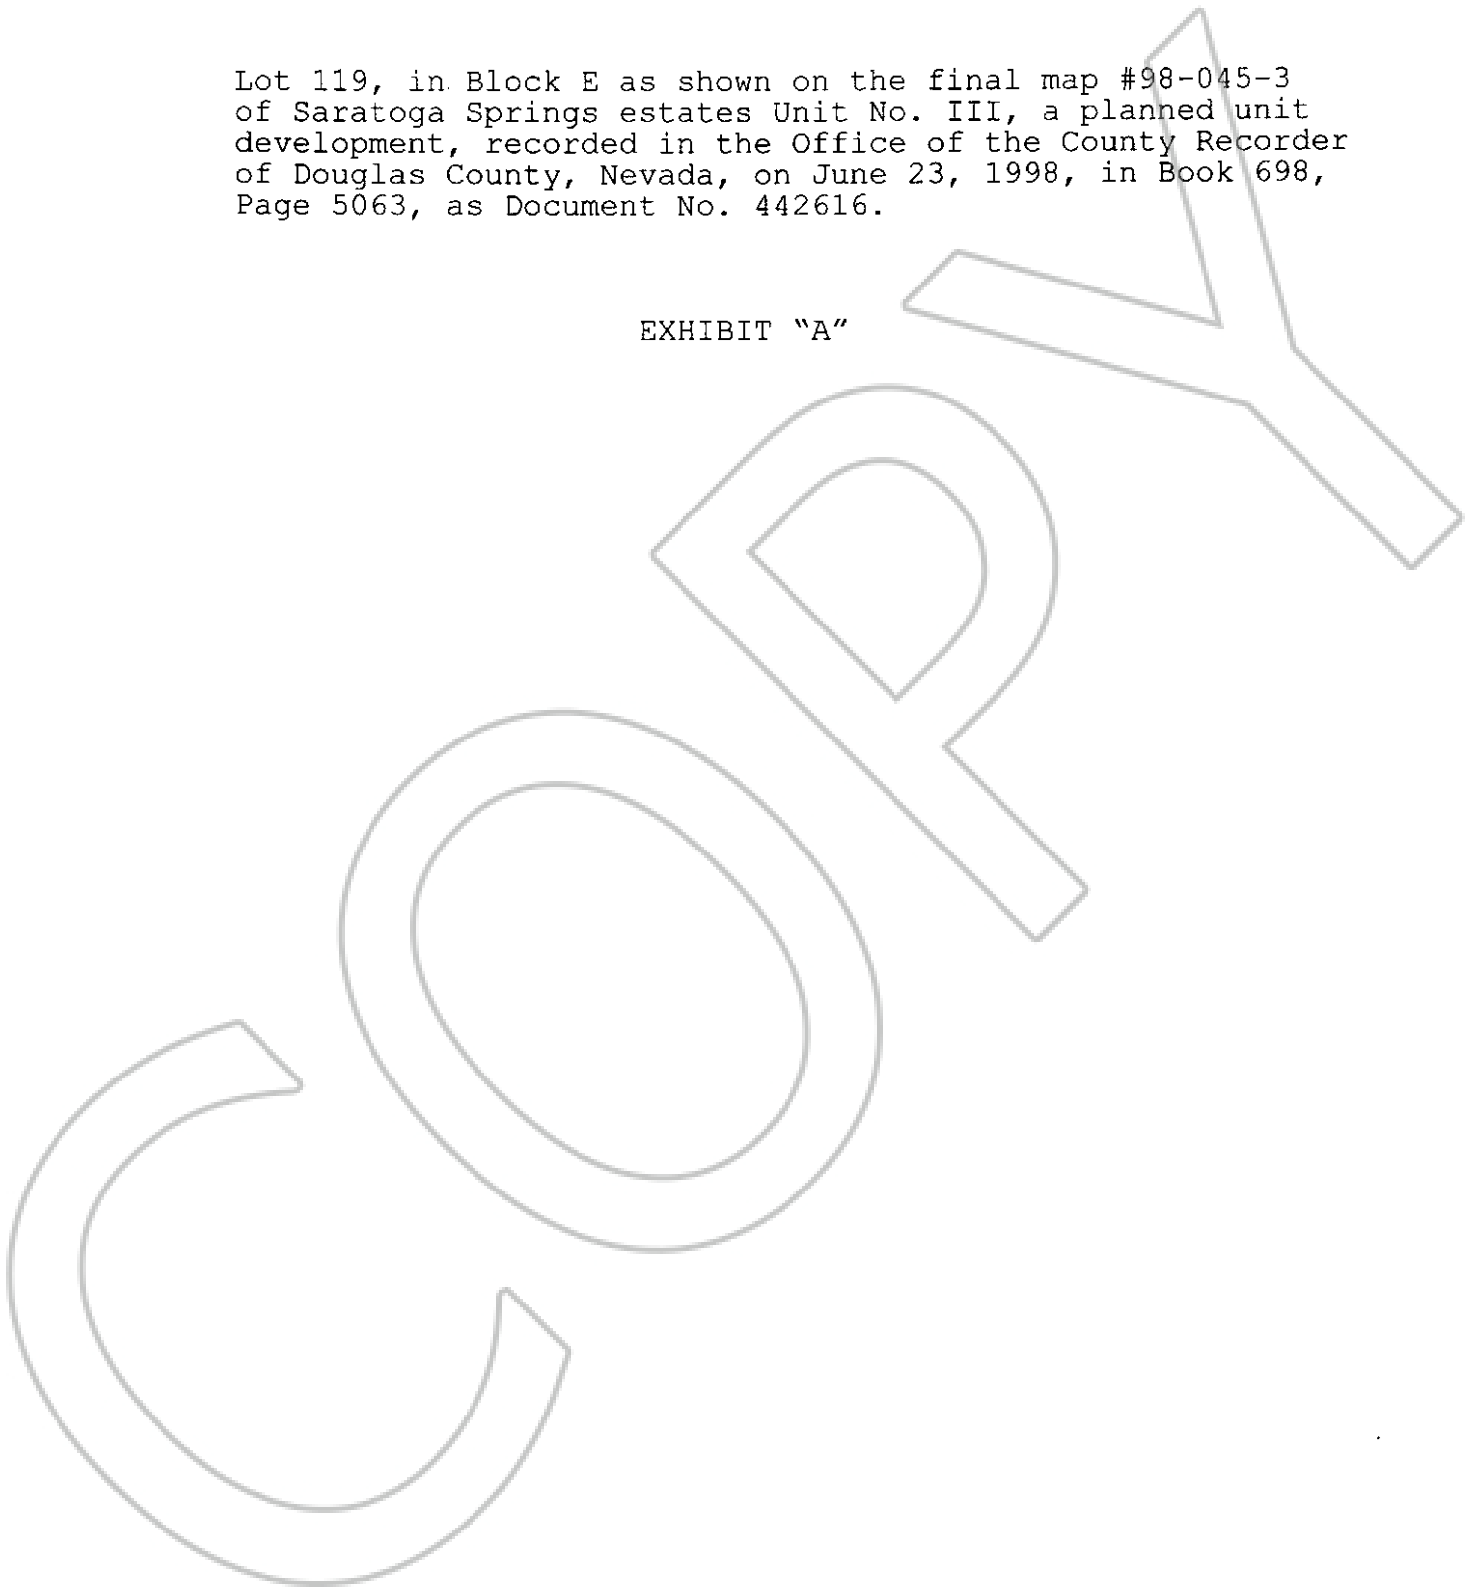 Lot 119, in Block E as shown on the final map #98-045-3
of Saratoga Springs estates Unit No. III, a planned unit
development, recorded in the Office of the County Recorder
of Douglas County, Nevada, on June 23, 1998, in Book 698,
Page 5063, as Document No. 442616.
EXHIBIT "A"
COPY